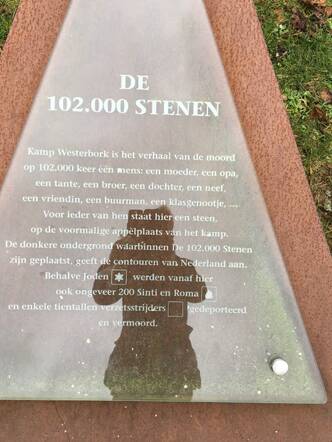 DE
102.000 STENEN
Kamp Westerbork is het verhaal van de moord
op 102.000 keer een mens: een moeder, een opa,
een tante, een broer, een dochter, een neef,
een vriendin, een buurman, een klasgenootje, ....
Voor ieder van hen staat hier een steen,
op de voormalige appèlplaats van het kamp.
De donkere ondergrond waarbinnen De 102.000 Stenen
zijn geplaatst, geeft de contouren van Nederland aan.
Behalve Joden werden vanaf hier
ook ongeveer 200 Sinti en Roma
en enkele tientallen verzetsstrijders gedeporteerd
en vermoord.